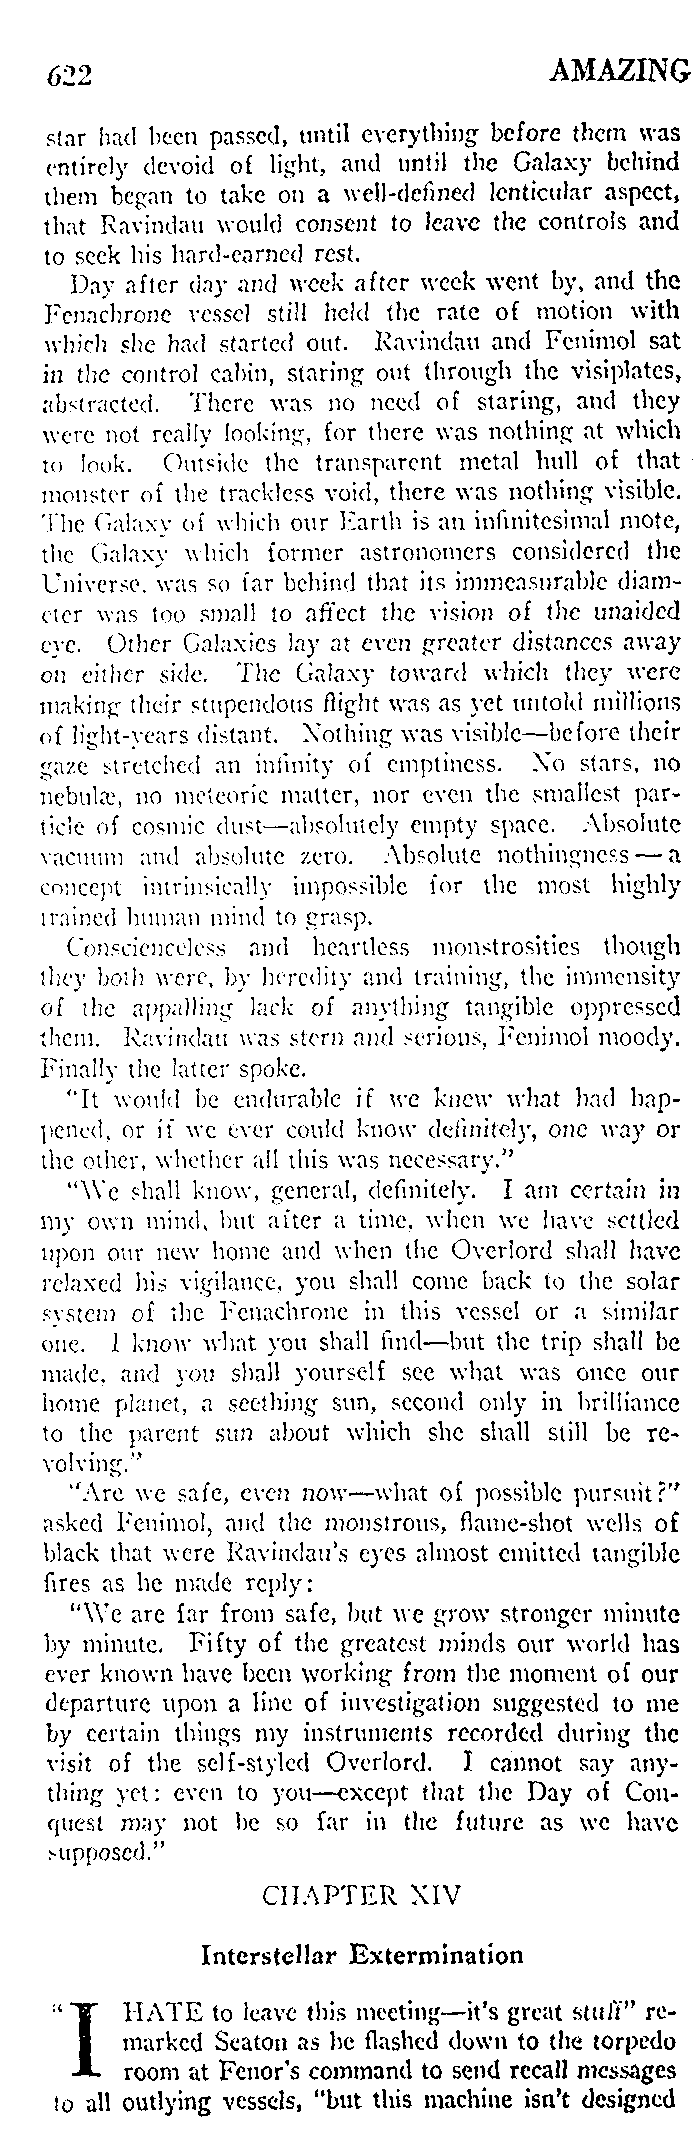 622 AMAZING
star had been passed, until everything before them was
entirely devoid of light, and until the Galaxy behind
them began to take on a well-defined lenticular aspect,
that Ravindau would consent to leave the controls and
to seek his hard-earned rest.
Day after day and week after week went by, and the
Fenachrone vessel still held the rate of motion with
which she had started out. Ravindau and Fenimol sat
in the control cabin, staring out through the visiplates,
abstracted. There was no need of staring, and they
were not really looking, for there was nothing at which
to look. Outside the transparent metal hull of that
monster of the trackless void, there was nothing visible.
The Galaxy of which our Earth is an infinitesimal mote,
the Galaxy which former astronomers considered the
Universe, was so far behind that its immeasurable diam-
eter was too small to affect the vision of the unaided
eye. Other Galaxies lay at even greater distances away
on either side. The Galaxy toward which they were
making their stupendous flight was as yet untold millions
of light-years distant. Nothing was visible—before their
gaze stretched an infinity of emptiness. No stars, no
nebulæ, no meteoric matter, nor even the smallest par-
ticle of cosmic dust—absolutely empty space. Absolute
vacuum and absolute zero. Absolute nothingness—a
concept intrinsically impossible for the most highly
trained human mind to grasp.
Conscienceless and heartless monstrosities though
they both were, by heredity and training, the immensity
of the appalling lack of anything tangible oppressed
them. Ravindau was stern and serious, Fenimol moody.
Finally the latter spoke.
"It would be endurable if we knew what had hap-
pened, or if we ever could know definitely, one way or
the other, whether all this was necessary."
"We shall know, general, definitely. I am certain in
my own mind, but after a time, when we have settled
upon our new home and when the Overlord shall have
relaxed his vigilance, you shall come back to the solar
system of the Fenachrone in this vessel or a similar
one. I know what you shall find—but the trip shall be
made, and you shall yourself see what was once our
home planet, a seething sun, second only in brilliance
to the parent sun about which she shall still be re-
volving."
"Are we safe, even now—what of possible pursuit?"
asked Fenimol, and the monstrous, flame-shot wells of
black that were Ravindau's eyes almost emitted tangible
fires as he made reply:
"We are far from safe, but we grow stronger minute
by minute. Fifty of the greatest minds our world has
ever known have been working from the moment of our
departure upon a line of investigation suggested to me
by certain things my instruments recorded during the
visit of the self-styled Overlord. I cannot say any-
thing yet: even to you—except that the Day of Con-
quest may not be so far in the future as we have
supposed."
CHAPTER XIV
Interstellar Extermination
"I HATE to leave this meeting—it's great stuff" re-
marked Seaton as he flashed down to the torpedo
room at Fenor's command to send recall messages
to all outlying vessels, "but this machine isn't designed